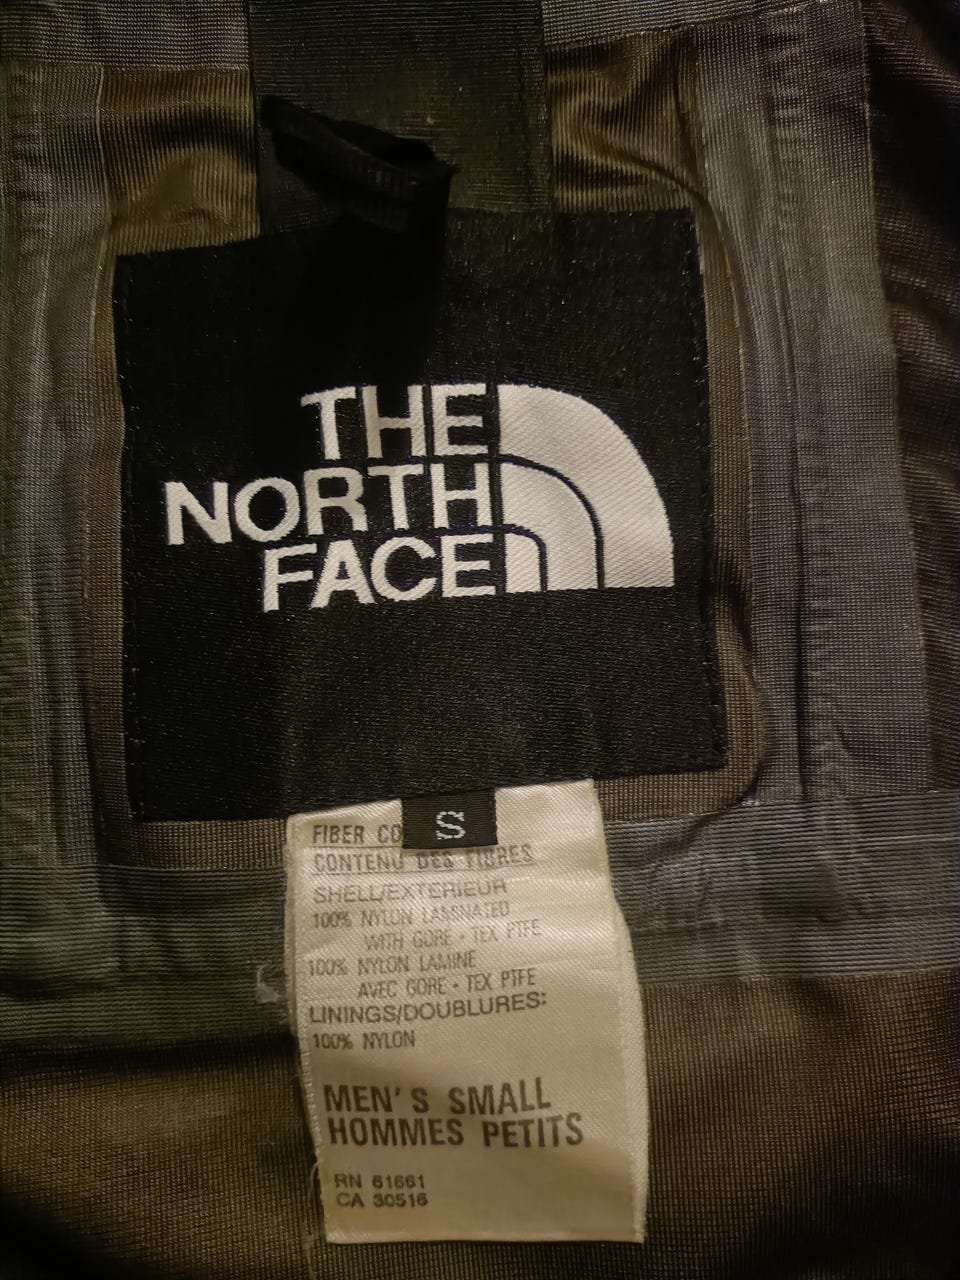 THE
NORTH
FACE
S
FIBER CO
CONTENU DES FIBRES
SHELL/EXTERIEUR
100% NYLON LAMINATED
WITH GORE - TEX PTFE
100% NYLON LAMINE
AVEC GORE - TEX PTFE
LININGS/DOUBLURES:
100% NYLON
MEN'S SMALL
HOMMES PETITS
RN 61661
CA 30516